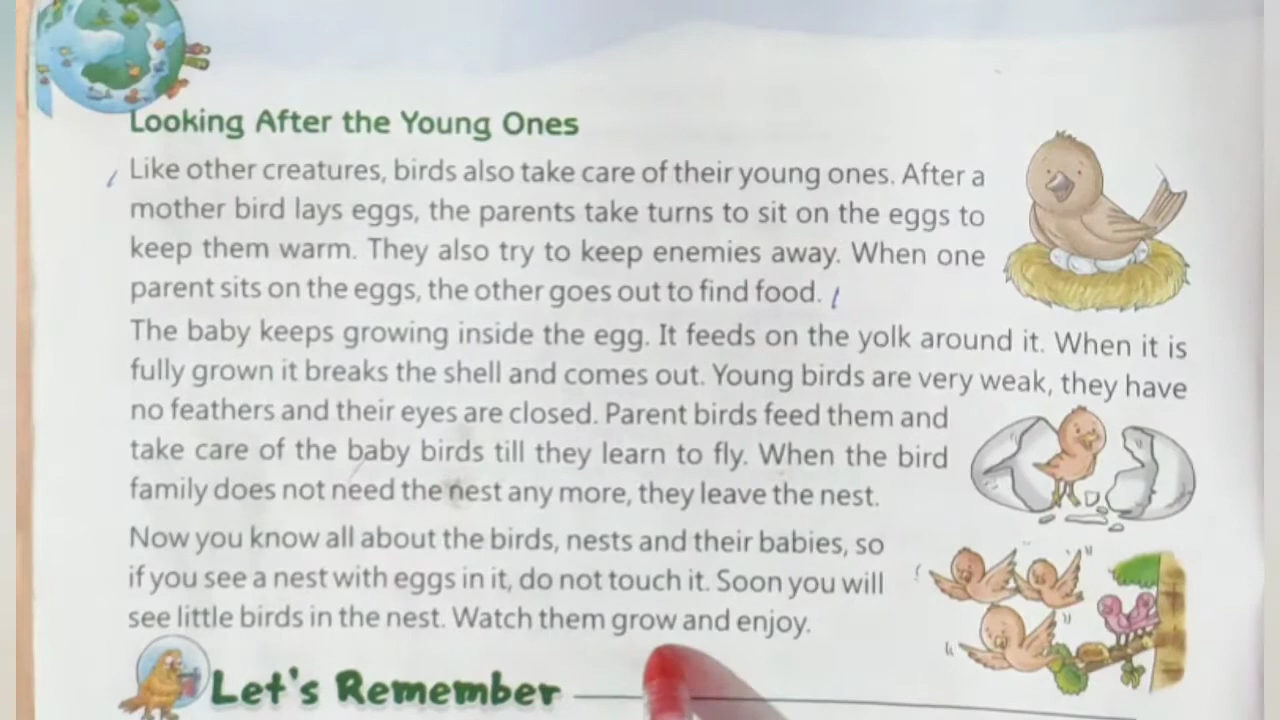 Looking After the Young Ones
Like other creatures, birds also take care of their young ones. After a
mother bird lays eggs, the parents take turns to sit on the eggs to
keep them warm. They also try to keep enemies away. When one
parent sits on the eggs, the other goes out to find food.
The baby keeps growing inside the egg. It feeds on the yolk around it. When it is
fully grown it breaks the shell and comes out. Young birds are very weak, they have
no feathers and their eyes are closed. Parent birds feed them and
take care of the baby birds till they learn to fly. When the bird
family does not need the nest any more, they leave the nest.
Now you know all about the birds, nests and their babies, so
if you see a nest with eggs in it, do not touch it. Soon you will
see little birds in the nest. Watch them grow and enjoy.
Let's Remember